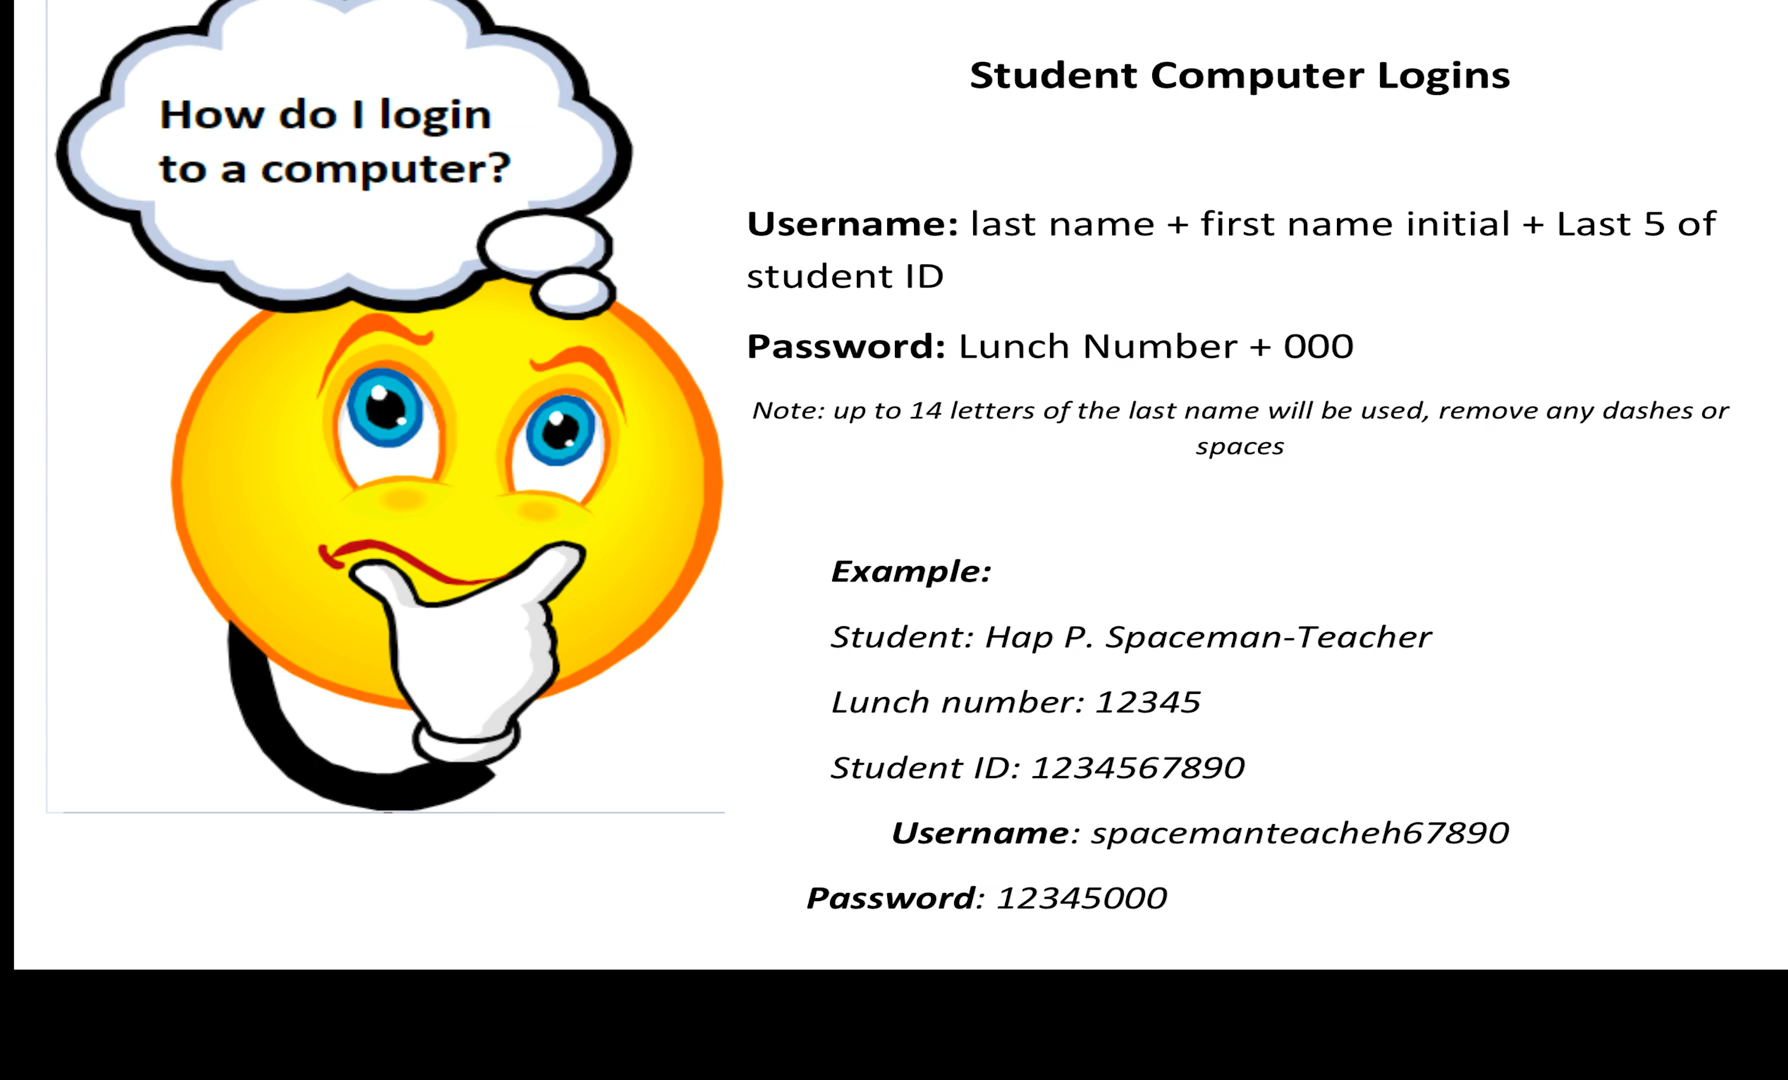 How do I login
to a computer?
Student Computer Logins
Username: last name + first name initial + Last 5 of
student ID
Password: Lunch Number + 000
Note: up to 14 letters of the last name will be used, remove any dashes or
spaces
Example:
Student: Hap P. Spaceman-Teacher
Lunch number: 12345
Student ID: 1234567890
Username: spacemanteacheh67890
Password: 12345000